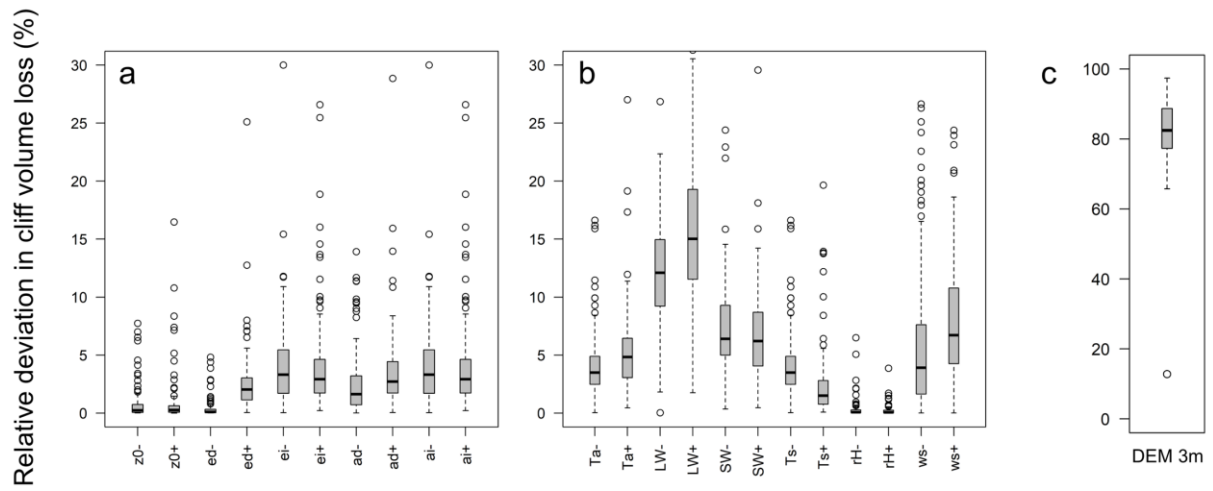 Relative deviation in cliff volume loss (%)
a
30
25
20
15
10
5
0
z0-
z0+
ed-
ed+
ei-
ei+
ad-
ad+
ai-
ai+
b
30
25
20
15
10
5
0
Ta-
Ta+
LW-
LW+
SW-
SW+
Ts-
Ts+
rH-
rH+
ws-
ws+
c
100
80
60
40
20
0
DEM 3m